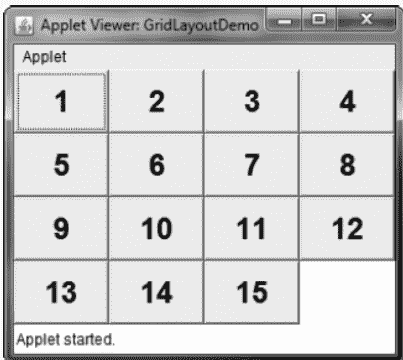 Applet Viewer: GridLayoutDemo
Applet
1 2 3 4
5 6 7 8
9 10 11 12
13 14 15
Applet started.